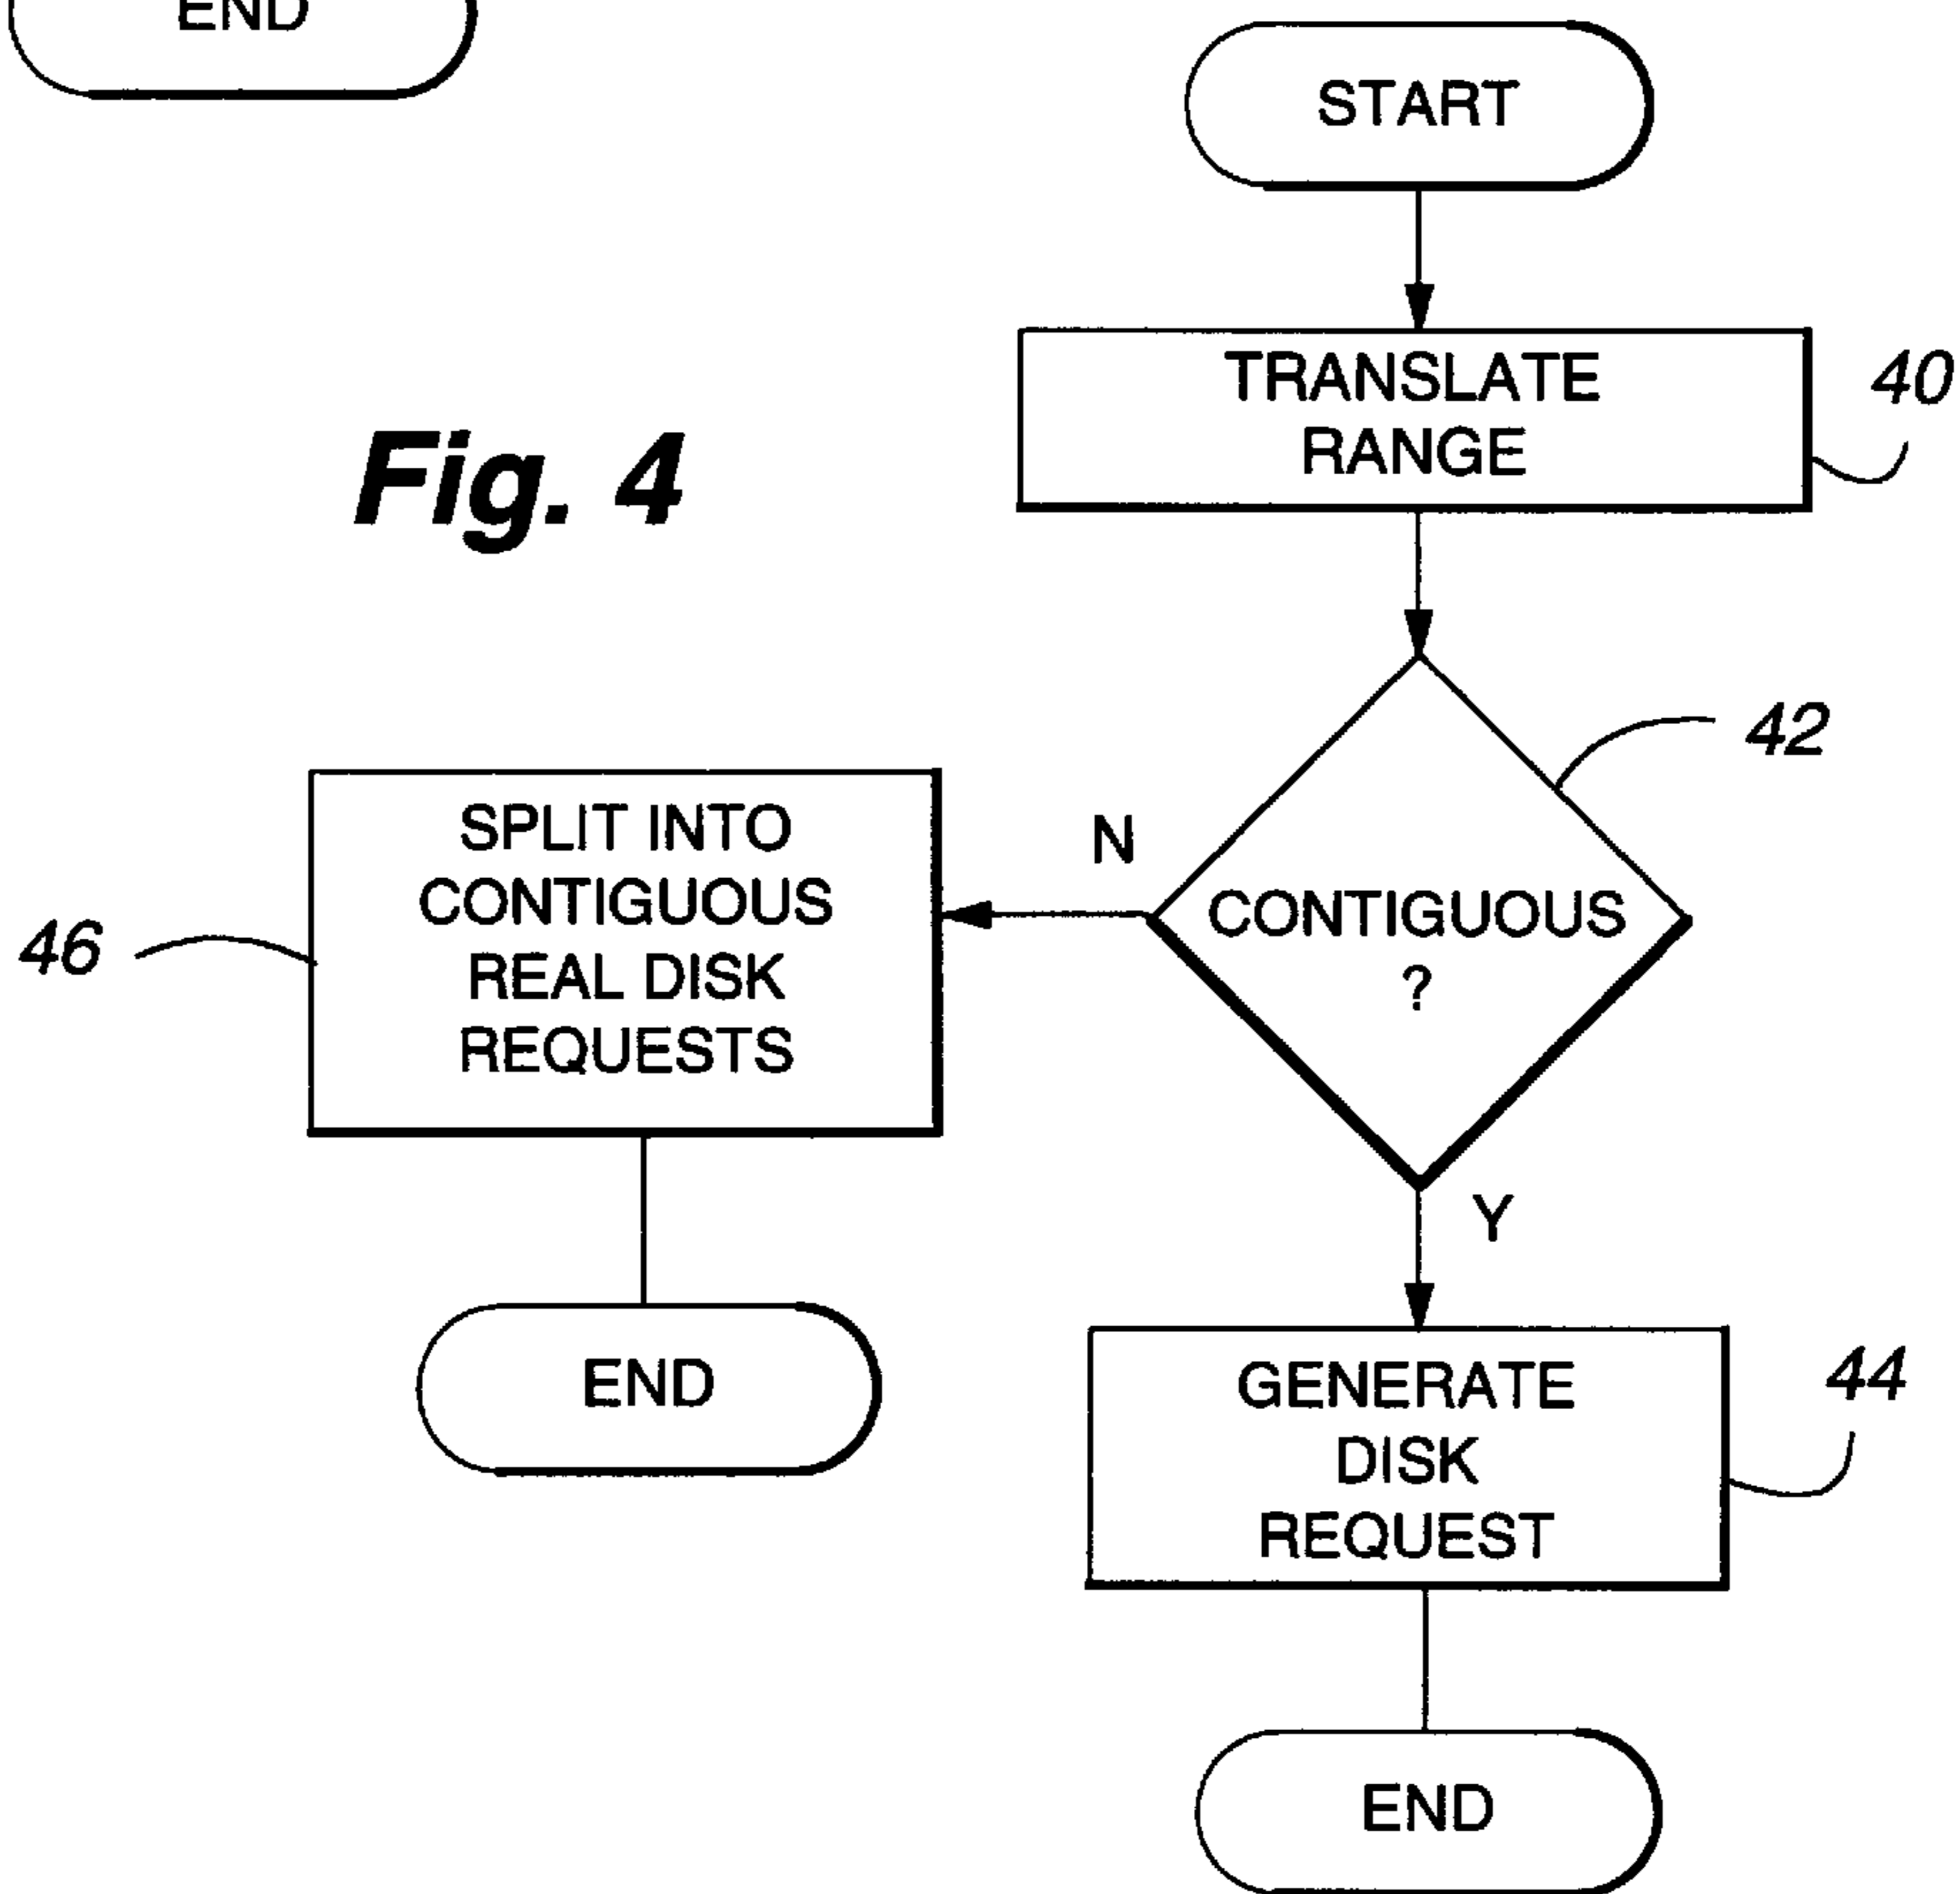 END
START
TRANSLATE
RANGE
40
Fig. 4
42
SPLIT INTO
CONTIGUOUS
REAL DISK
REQUESTS
46
N
CONTIGUOUS
?
Y
END
GENERATE
DISK
REQUEST
44
END